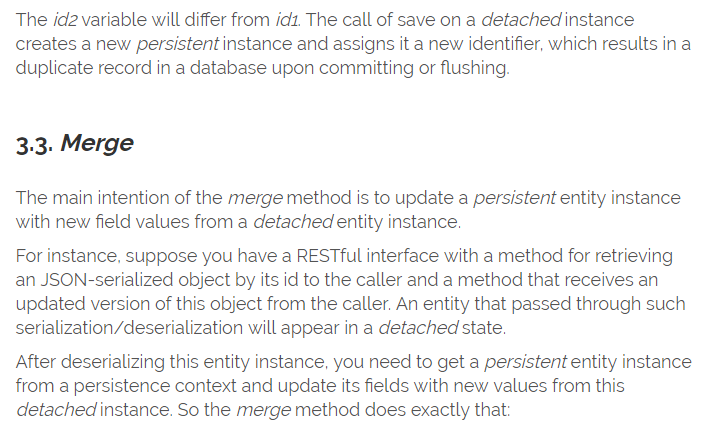 The id2 variable will differ from id1. The call of save on a detached instance
creates a new persistent instance and assigns it a new identifier, which results in a
duplicate record in a database upon committing or flushing.
3.3. Merge
The main intention of the merge method is to update a persistent entity instance
with new field values from a detached entity instance.
For instance, suppose you have a RESTful interface with a method for retrieving
an JSON-serialized object by its id to the caller and a method that receives an
updated version of this object from the caller. An entity that passed through such
serialization/deserialization will appear in a detached state.
After deserializing this entity instance, you need to get a persistent entity instance
from a persistence context and update its fields with new values from this
detached instance. So the merge method does exactly that: